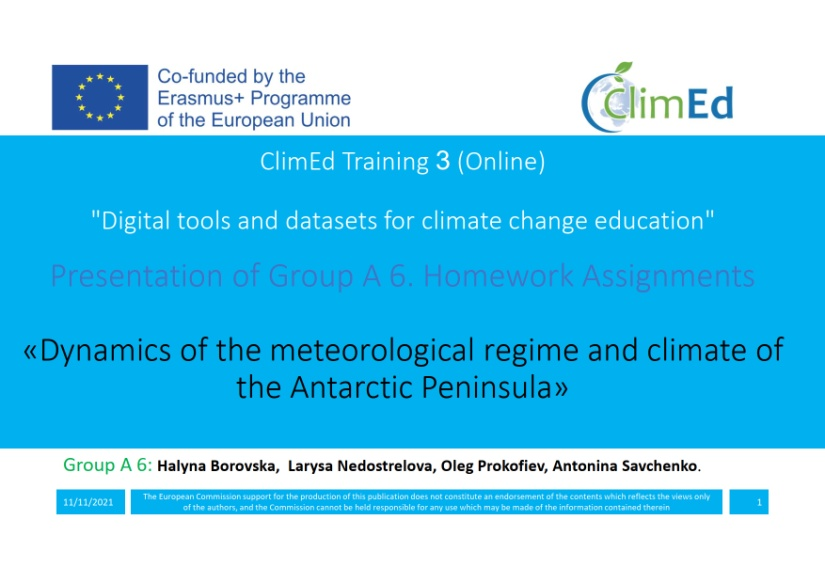 Co-funded by the
Erasmus+ Programme
of the European Union
ClimEd
ClimEd Training 3 (Online)
"Digital tools and datasets for climate change education"
Presentation of Group A 6. Homework Assignments
«Dynamics of the meteorological regime and climate of
the Antarctic Peninsula»
Group A 6: Halyna Borovska,  Larysa Nedostrelova, Oleg Prokofiev, Antonina Savchenko.
11/11/2021
The European Commission support for the production of this publication does not constitute an endorsement of the contents which reflects the views only
of the authors, and the Commission cannot be held responsible for any use which may be made of the information contained therein
1